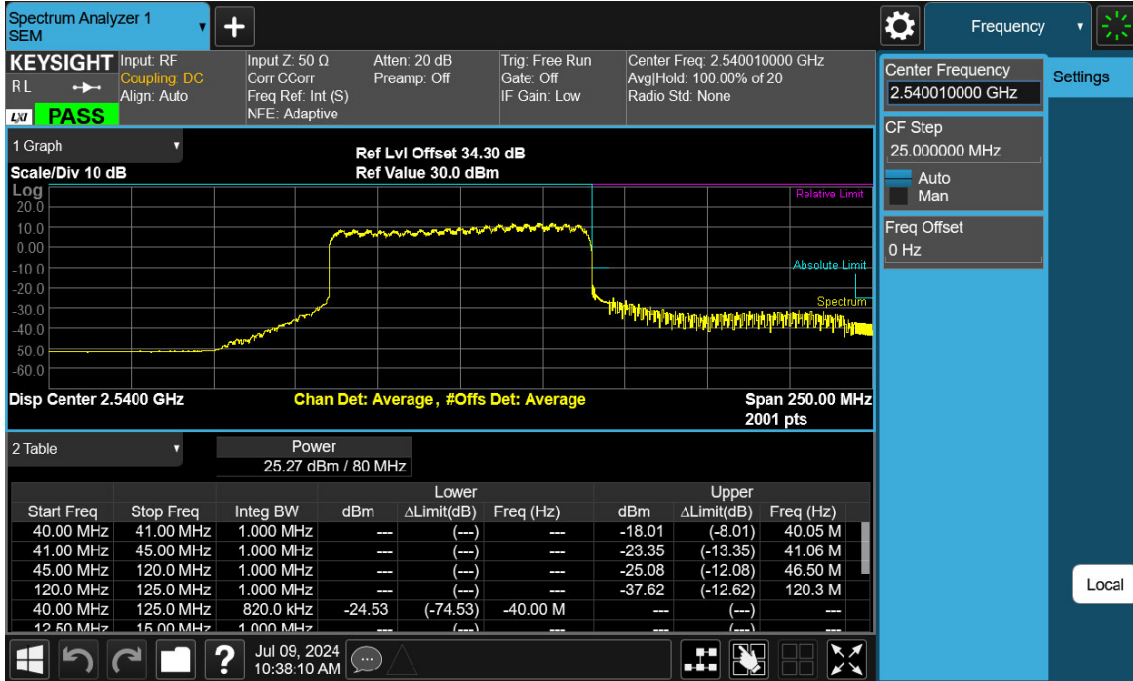 Spectrum Analyzer 1
SEM
Frequency
KEYSIGHT
R L
LXI PASS
Input: RF
Coupling: DC
Align: Auto
Input Z: 50 Ω
Corr CCorr
Freq Ref: Int (S)
NFE: Adaptive
Atten: 20 dB
Preamp: Off
Trig: Free Run
Gate: Off
IF Gain: Low
Center Freq: 2.540010000 GHz
Avg|Hold: 100.00% of 20
Radio Std: None
Center Frequency
2.540010000 GHz
Settings
CF Step
25.000000 MHz
Auto
Man
Freq Offset
0 Hz
1 Graph
Scale/Div 10 dB
Ref Lvl Offset 34.30 dB
Ref Value 30.0 dBm
Log
20.0
10.0
0.00
-10.0
-20.0
-30.0
-40.0
50.0
-60.0
Relative Limit
Absolute Limit
Spectrum
Disp Center 2.5400 GHz
Chan Det: Average, #Offs Det: Average
Span 250.00 MHz
2001 pts
2 Table
Power
25.27 dBm / 80 MHz
Lower Upper
Start Freq Stop Freq Integ BW dBm ΔLimit(dB) Freq (Hz) dBm ΔLimit(dB) Freq (Hz)
40.00 MHz 41.00 MHz 1.000 MHz --- (---) --- -18.01 (-8.01) 40.05 M
41.00 MHz 45.00 MHz 1.000 MHz --- (---) --- -23.35 (-13.35) 41.06 M
45.00 MHz 120.0 MHz 1.000 MHz --- (---) --- -25.08 (-12.08) 46.50 M
120.0 MHz 125.0 MHz 1.000 MHz --- (---) --- -37.62 (-12.62) 120.3 M
40.00 MHz 125.0 MHz 820.0 kHz -24.53 (-74.53) -40.00 M --- (---) ---
12.50 MHz 15.00 MHz 1.000 MHz --- (---) --- --- (---) ---
Local
?
Jul 09, 2024
10:38:10 AM